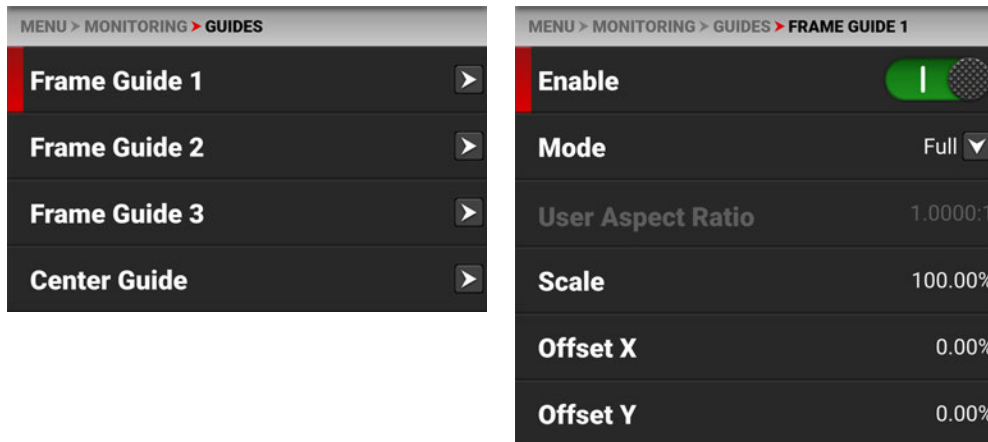 MENU > MONITORING > GUIDES
Frame Guide 1
Frame Guide 2
Frame Guide 3
Center Guide
MENU > MONITORING > GUIDES > FRAME GUIDE 1
Enable
Mode Full
User Aspect Ratio 1.0000:1
Scale 100.00%
Offset X 0.00%
Offset Y 0.00%